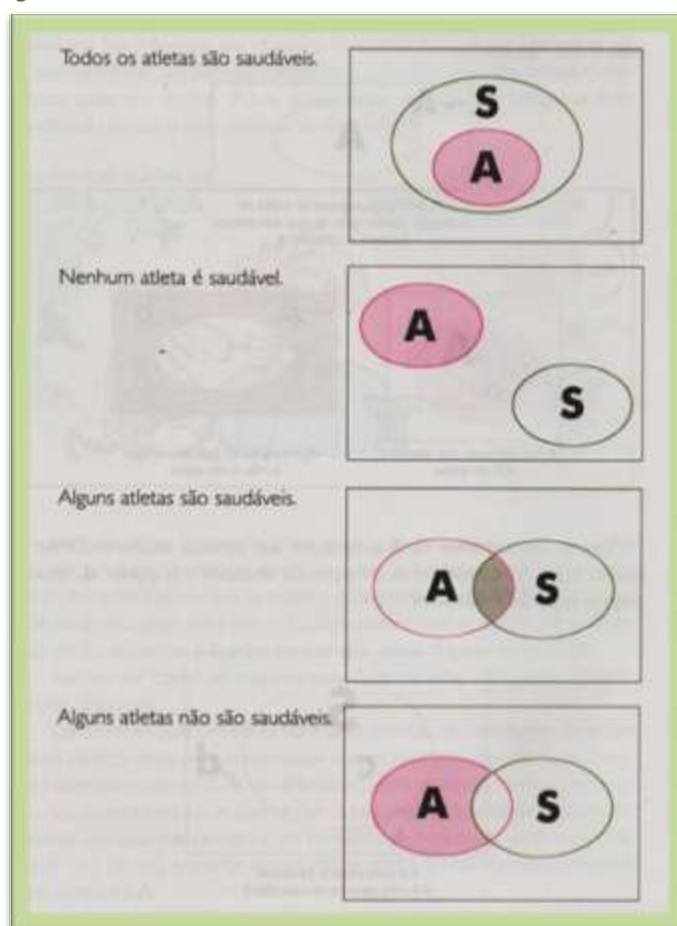 Todos os atletas são saudáveis.
S
A
Nenhum atleta é saudável.
A
S
Alguns atletas são saudáveis.
A S
Alguns atletas não são saudáveis.
A S